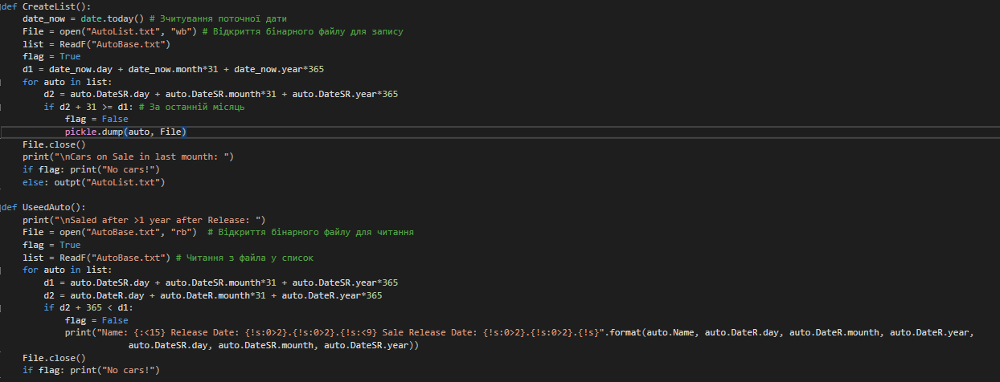 def CreateList():
    date_now = date.today() # Зчитування поточної дати
    File = open("AutoList.txt", "wb") # Відкриття бінарного файлу для запису
    list = ReadF("AutoBase.txt")
    flag = True
    d1 = date_now.day + date_now.month*31 + date_now.year*365
    for auto in list:
        d2 = auto.DateSR.day + auto.DateSR.mounth*31 + auto.DateSR.year*365
        if d2 + 31 >= d1: # За останній місяць
            flag = False
            pickle.dump(auto, File)
    File.close()
    print("\nCars on Sale in last mounth: ")
    if flag: print("No cars!")
    else: outpt("AutoList.txt")
def UseedAuto():
    print("\nSaled after >1 year after Release: ")
    File = open("AutoBase.txt", "rb")  # Відкриття бінарного файлу для читання
    flag = True
    list = ReadF("AutoBase.txt") # Читання з файла у список
    for auto in list:
        d1 = auto.DateSR.day + auto.DateSR.mounth*31 + auto.DateSR.year*365
        d2 = auto.DateR.day + auto.DateR.mounth*31 + auto.DateR.year*365
        if d2 + 365 < d1:
            flag = False
            print("Name: {:<15} Release Date: {!s:0>2}.{!s:0>2}.{!s:<9} Sale Release Date: {!s:0>2}.{!s:0>2}.{!s}".format(auto.Name, auto.DateR.day, auto.DateR.mounth, auto.DateR.year,
                        auto.DateSR.day, auto.DateSR.mounth, auto.DateSR.year))
    File.close()
    if flag: print("No cars!")